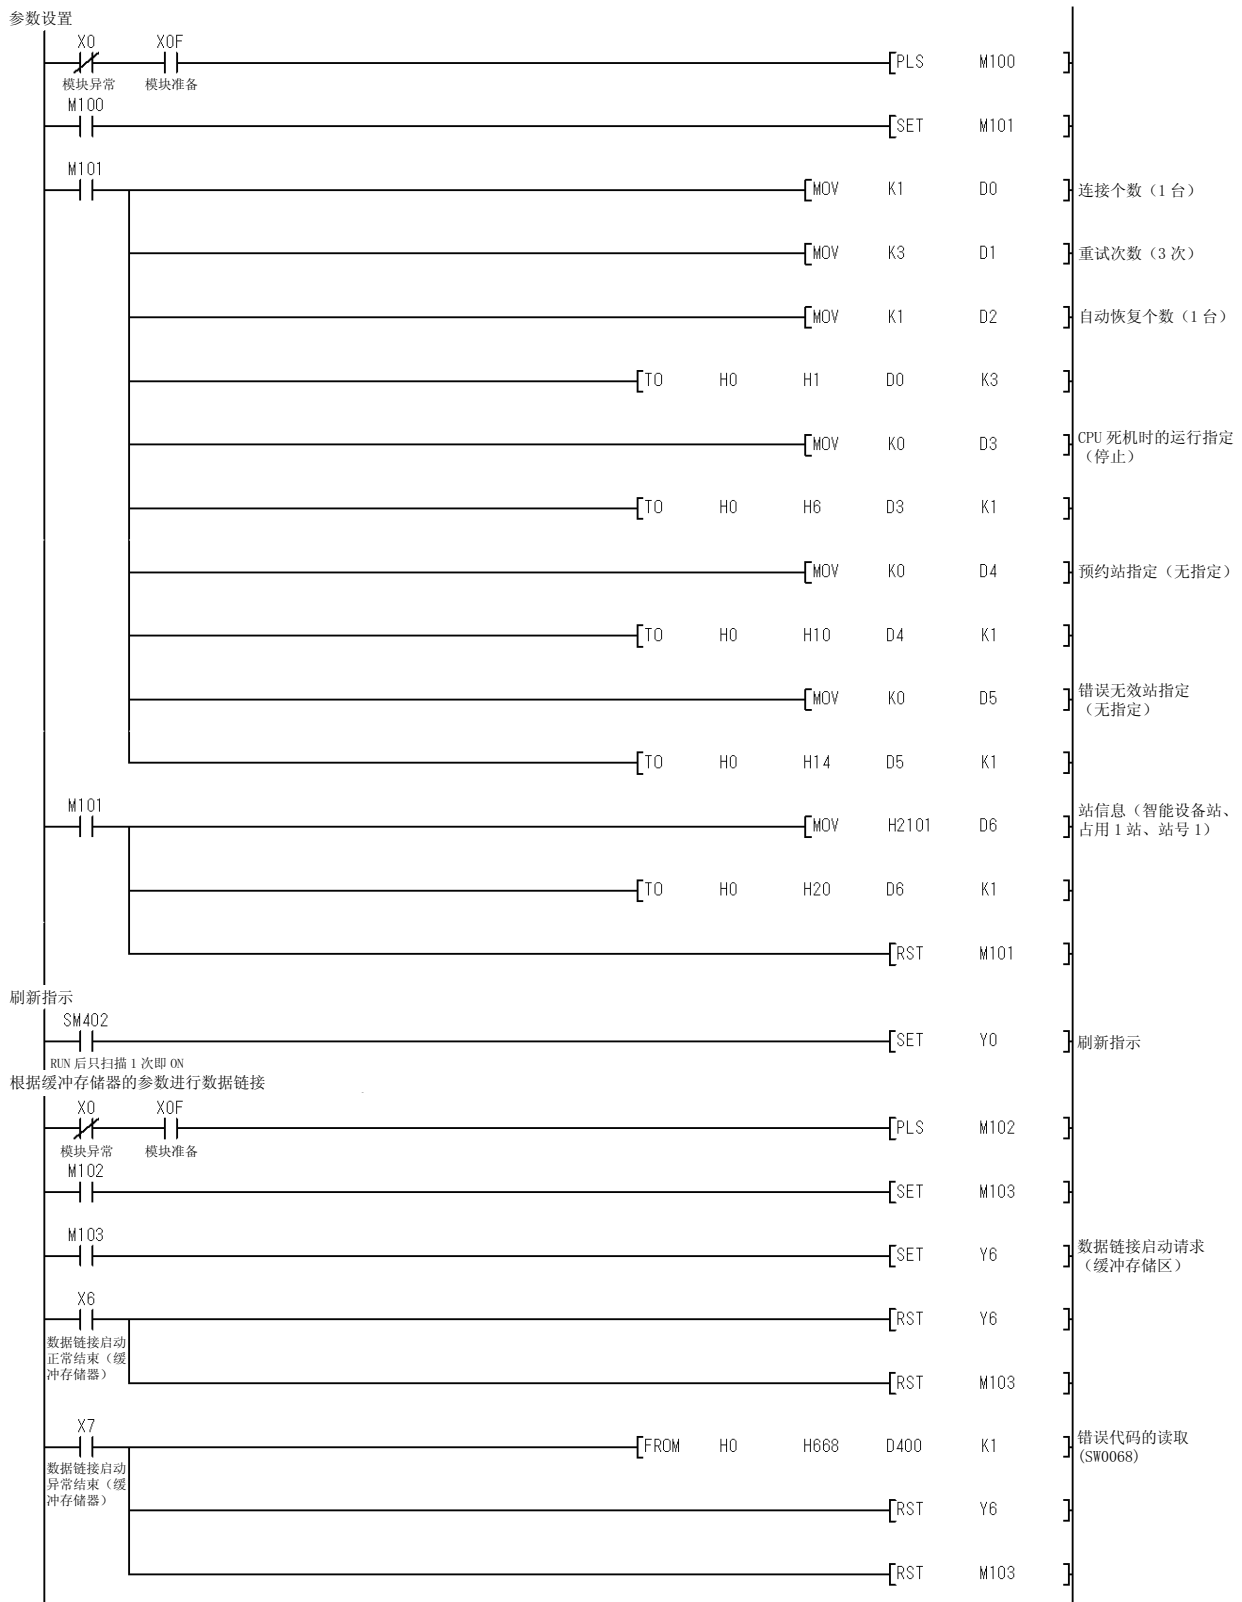 参数设置
X0 X0F
[PLS M100 ]
模块异常 模块准备
M100
[SET M101 ]
M101
[MOV K1 D0 ] 连接个数（1 台）
[MOV K3 D1 ] 重试次数（3 次）
[MOV K1 D2 ] 自动恢复个数（1 台）
[TO H0 H1 D0 K3 ]
[MOV K0 D3 ] CPU 死机时的运行指定
（停止）
[TO H0 H6 D3 K1 ]
[MOV K0 D4 ] 预约站指定（无指定）
[TO H0 H10 D4 K1 ]
[MOV K0 D5 ] 错误无效站指定
（无指定）
[TO H0 H14 D5 K1 ]
M101
[MOV H2101 D6 ] 站信息（智能设备站、
占用 1 站、站号 1）
[TO H0 H20 D6 K1 ]
[RST M101 ]
刷新指示
SM402
[SET Y0 ] 刷新指示
RUN 后只扫描 1 次即 ON
根据缓冲存储器的参数进行数据链接
X0 X0F
[PLS M102 ]
模块异常 模块准备
M102
[SET M103 ]
M103
[SET Y6 ] 数据链接启动请求
（缓冲存储区）
X6
[RST Y6 ]
数据链接启动
正常结束（缓
冲存储器）
[RST M103 ]
X7
[FROM H0 H668 D400 K1 ] 错误代码的读取
(SW0068)
数据链接启动
异常结束（缓
冲存储器）
[RST Y6 ]
[RST M103 ]